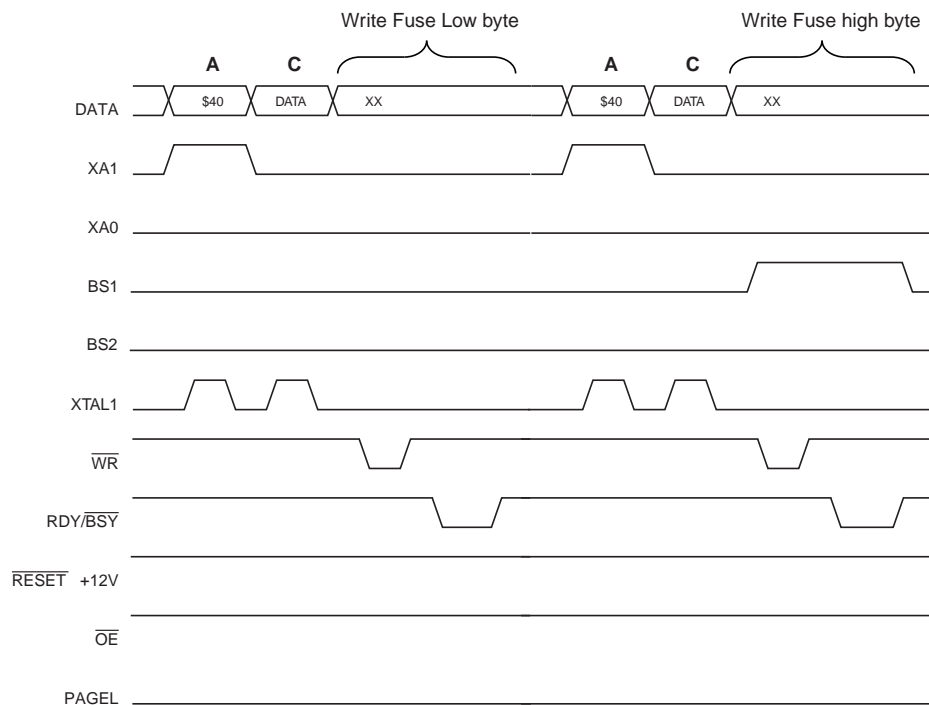 Write Fuse Low byte Write Fuse high byte
A C A C
DATA $40 DATA XX $40 DATA XX
XA1
XA0
BS1
BS2
XTAL1
WR
RDY/BSY
RESET +12V
OE
PAGEL